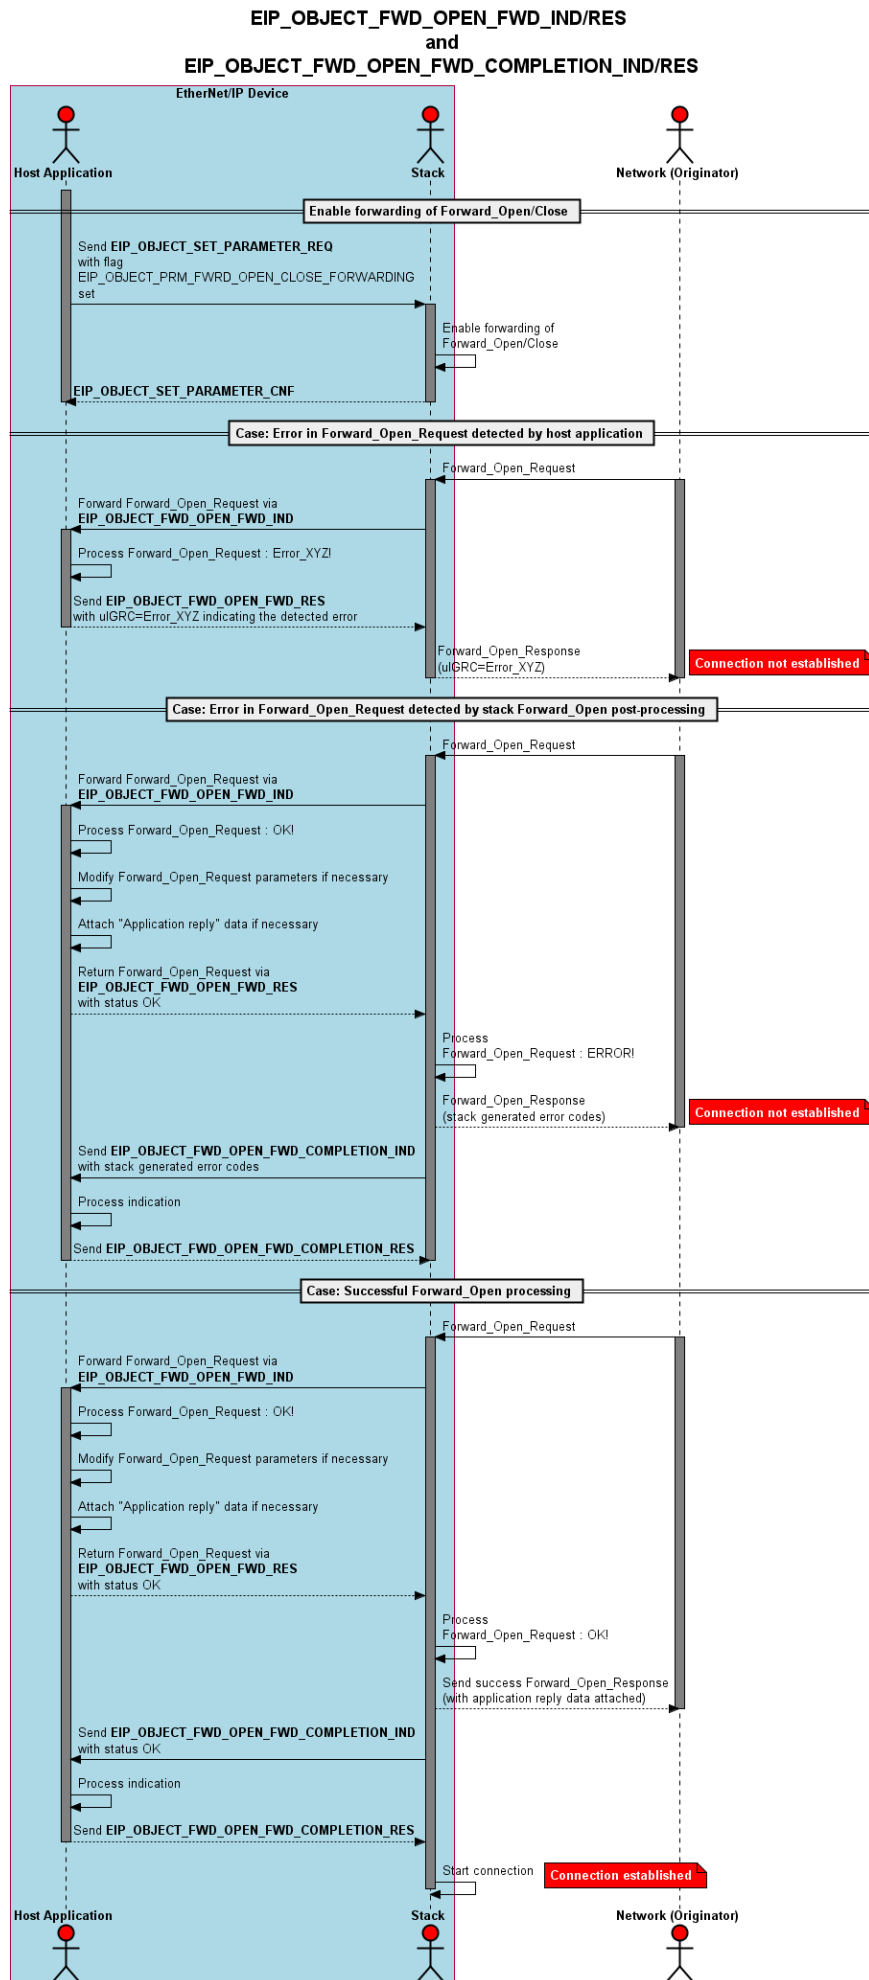 EIP_OBJECT_FWD_OPEN_FWD_IND/RES
and
EIP_OBJECT_FWD_OPEN_FWD_COMPLETION_IND/RES
EtherNet/IP Device
Host Application
Stack
Network (Originator)
Enable forwarding of Forward_Open/Close
Send EIP_OBJECT_SET_PARAMETER_REQ
with flag
EIP_OBJECT_PRM_FWRD_OPEN_CLOSE_FORWARDING
set
Enable forwarding of
Forward_Open/Close
EIP_OBJECT_SET_PARAMETER_CNF
Case: Error in Forward_Open_Request detected by host application
Forward_Open_Request
Forward Forward_Open_Request via
EIP_OBJECT_FWD_OPEN_FWD_IND
Process Forward_Open_Request : Error_XYZ!
Send EIP_OBJECT_FWD_OPEN_FWD_RES
with ulGRC=Error_XYZ indicating the detected error
Forward_Open_Response
(ulGRC=Error_XYZ)
Connection not established
Case: Error in Forward_Open_Request detected by stack Forward_Open post-processing
Forward_Open_Request
Forward Forward_Open_Request via
EIP_OBJECT_FWD_OPEN_FWD_IND
Process Forward_Open_Request : OK!
Modify Forward_Open_Request parameters if necessary
Attach "Application reply" data if necessary
Return Forward_Open_Request via
EIP_OBJECT_FWD_OPEN_FWD_RES
with status OK
Process
Forward_Open_Request : ERROR!
Forward_Open_Response
(stack generated error codes)
Connection not established
Send EIP_OBJECT_FWD_OPEN_FWD_COMPLETION_IND
with stack generated error codes
Process indication
Send EIP_OBJECT_FWD_OPEN_FWD_COMPLETION_RES
Case: Successful Forward_Open processing
Forward_Open_Request
Forward Forward_Open_Request via
EIP_OBJECT_FWD_OPEN_FWD_IND
Process Forward_Open_Request : OK!
Modify Forward_Open_Request parameters if necessary
Attach "Application reply" data if necessary
Return Forward_Open_Request via
EIP_OBJECT_FWD_OPEN_FWD_RES
with status OK
Process
Forward_Open_Request : OK!
Send success Forward_Open_Response
(with application reply data attached)
Send EIP_OBJECT_FWD_OPEN_FWD_COMPLETION_IND
with status OK
Process indication
Send EIP_OBJECT_FWD_OPEN_FWD_COMPLETION_RES
Start connection
Connection established
Host Application
Stack
Network (Originator)